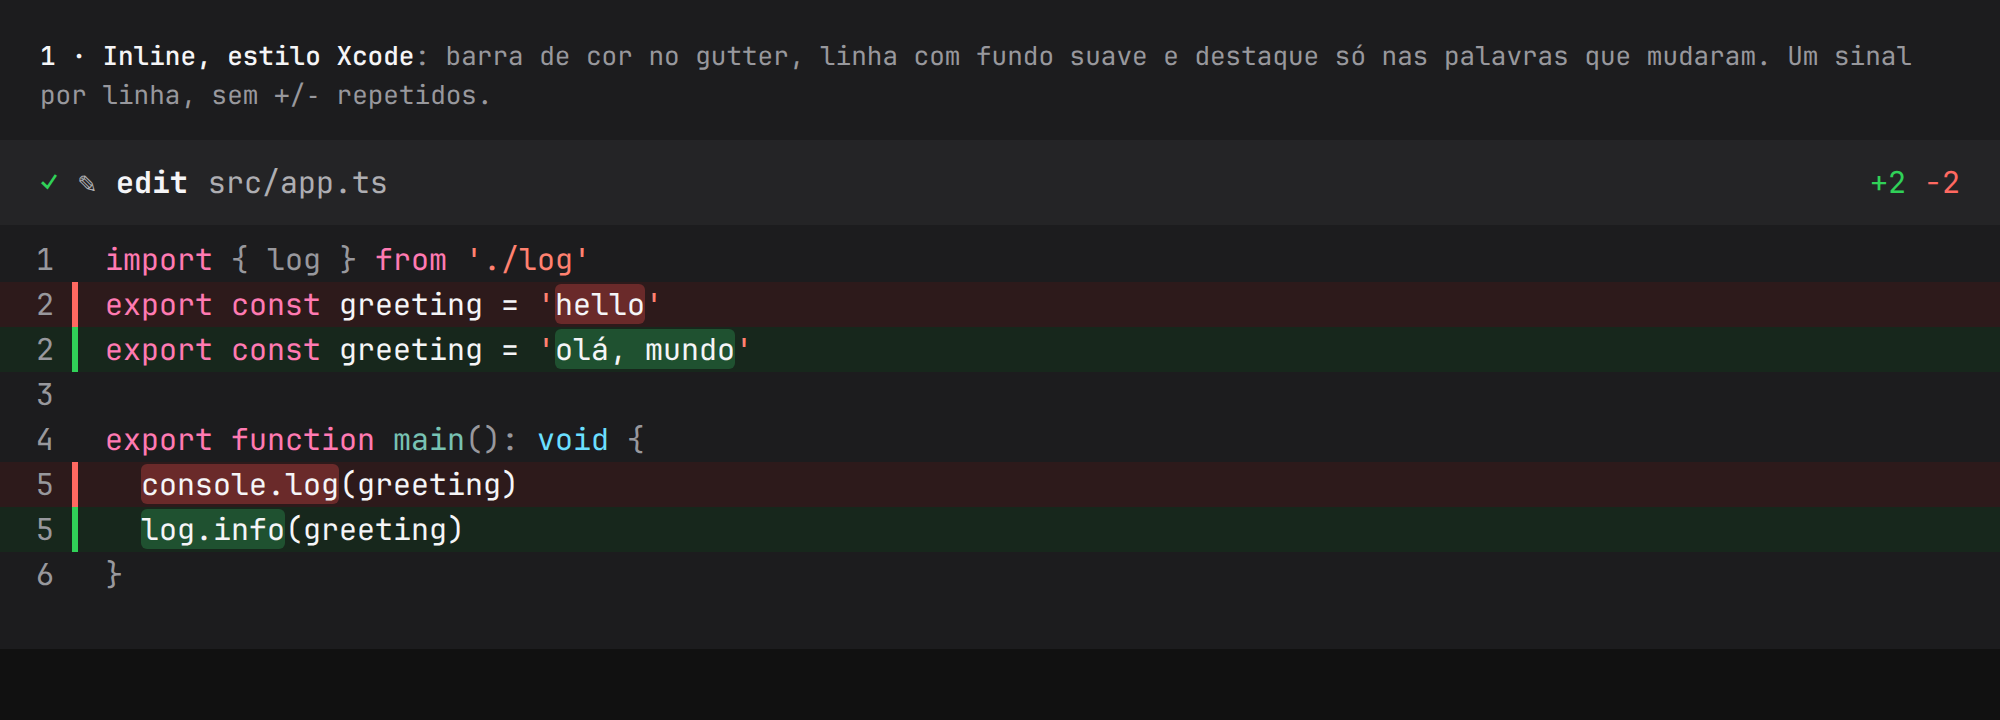 1 · Inline, estilo Xcode: barra de cor no gutter, linha com fundo suave e destaque só nas palavras que mudaram. Um sinal
por linha, sem +/- repetidos.
✓ ✎ edit src/app.ts +2 -2
1 import { log } from './log'
2 export const greeting = 'hello'
2 export const greeting = 'olá, mundo'
3
4 export function main(): void {
5   console.log(greeting)
5   log.info(greeting)
6 }